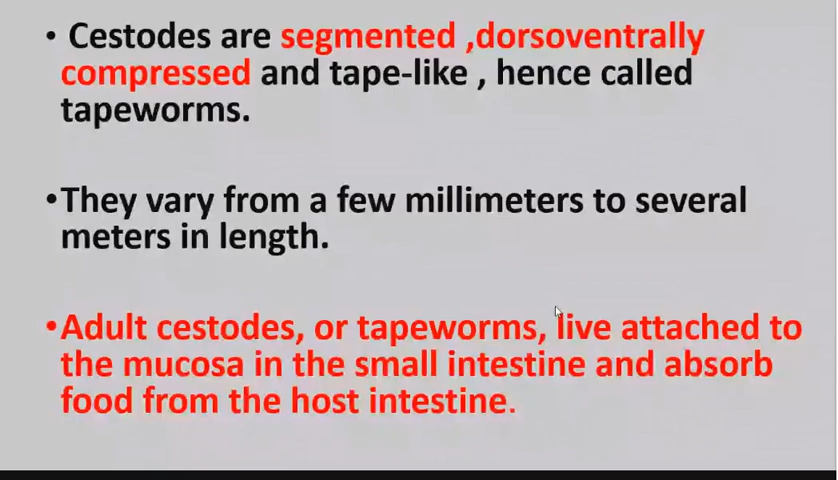 • Cestodes are segmented ,dorsoventrally
compressed and tape-like , hence called
tapeworms.
•They vary from a few millimeters to several
meters in length.
•Adult cestodes, or tapeworms, live attached to
the mucosa in the small intestine and absorb
food from the host intestine.